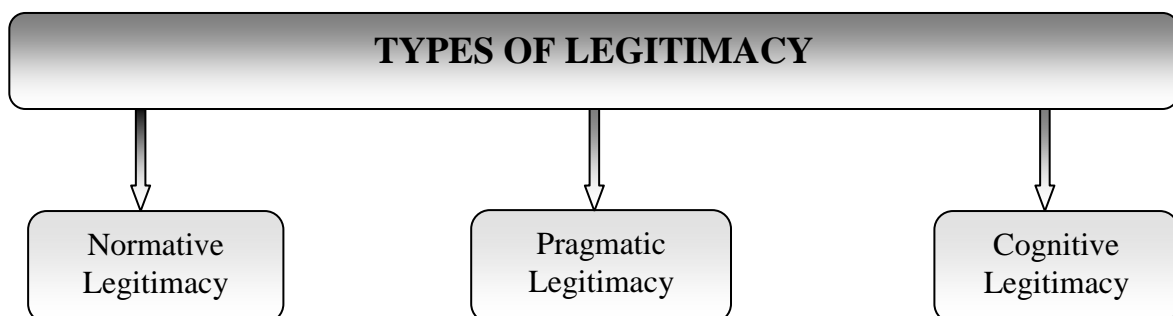 TYPES OF LEGITIMACY
Normative
Legitimacy
Pragmatic
Legitimacy
Cognitive
Legitimacy